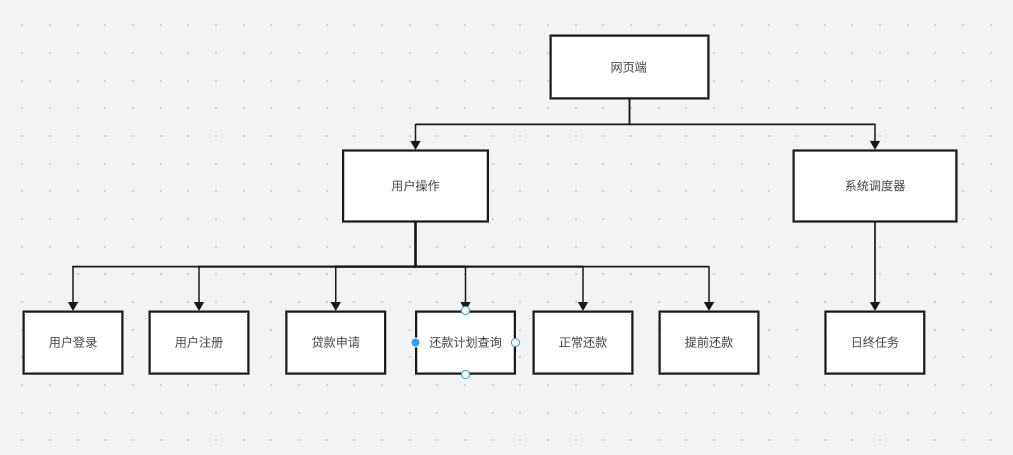 网页端
用户操作
系统调度器
用户登录
用户注册
贷款申请
还款计划查询
正常还款
提前还款
日终任务